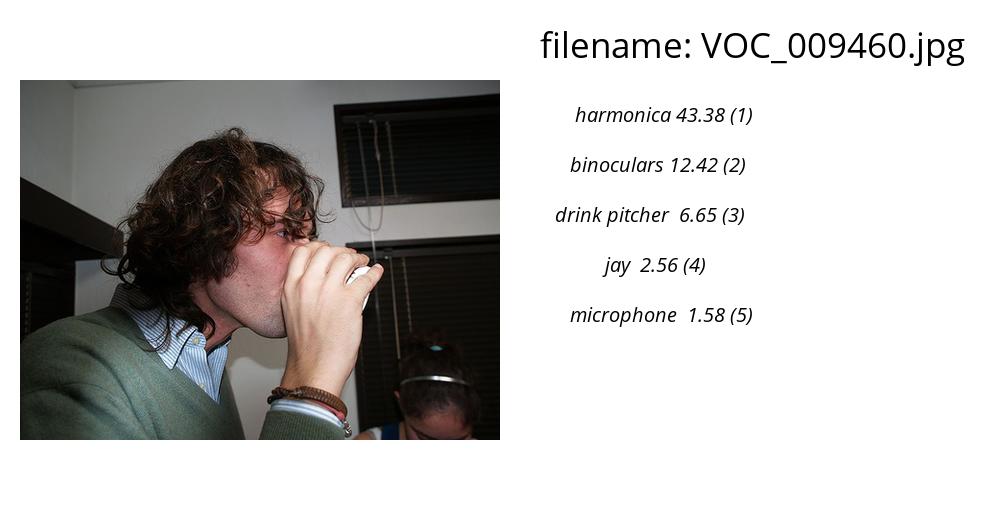 filename: VOC_009460.jpg
harmonica 43.38 (1)
binoculars 12.42 (2)
drink pitcher 6.65 (3)
jay 2.56 (4)
microphone 1.58 (5)